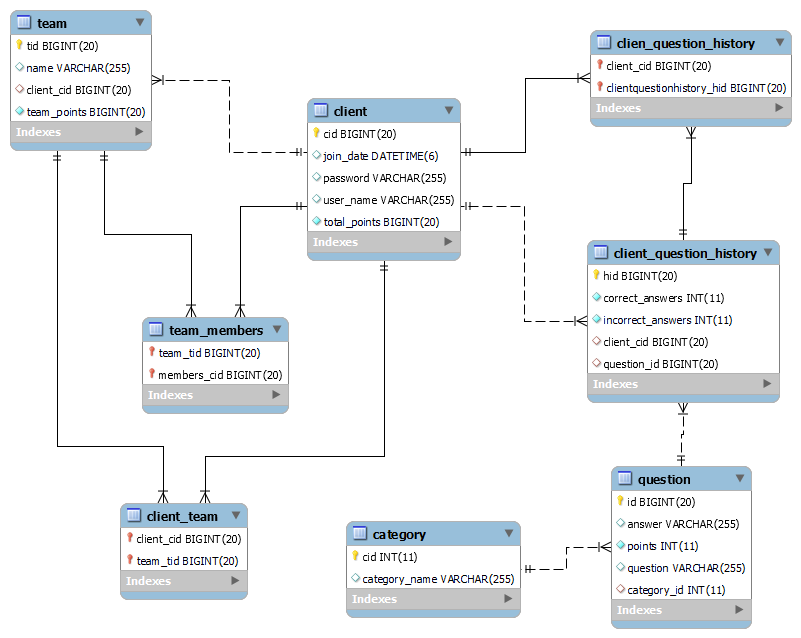 team
tid BIGINT(20)
name VARCHAR(255)
client_cid BIGINT(20)
team_points BIGINT(20)
Indexes
client
cid BIGINT(20)
join_date DATETIME(6)
password VARCHAR(255)
user_name VARCHAR(255)
total_points BIGINT(20)
Indexes
clien_question_history
client_cid BIGINT(20)
clientquestionhistory_hid BIGINT(20)
Indexes
client_question_history
hid BIGINT(20)
correct_answers INT(11)
incorrect_answers INT(11)
client_cid BIGINT(20)
question_id BIGINT(20)
Indexes
team_members
team_tid BIGINT(20)
members_cid BIGINT(20)
Indexes
client_team
client_cid BIGINT(20)
team_tid BIGINT(20)
Indexes
category
cid INT(11)
category_name VARCHAR(255)
Indexes
question
id BIGINT(20)
answer VARCHAR(255)
points INT(11)
question VARCHAR(255)
category_id INT(11)
Indexes